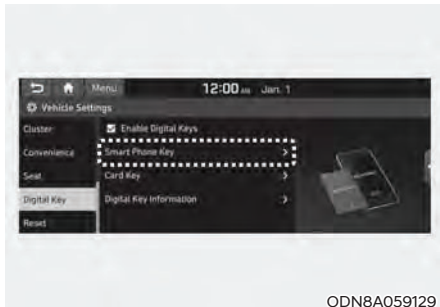 Menu 12:00 AM Jan. 1
Vehicle Settings
Cluster
Enable Digital Keys
Convenience
Smart Phone Key
Seat
Card Key
Digital Key
Digital Key Information
Reset
ODN8A059129